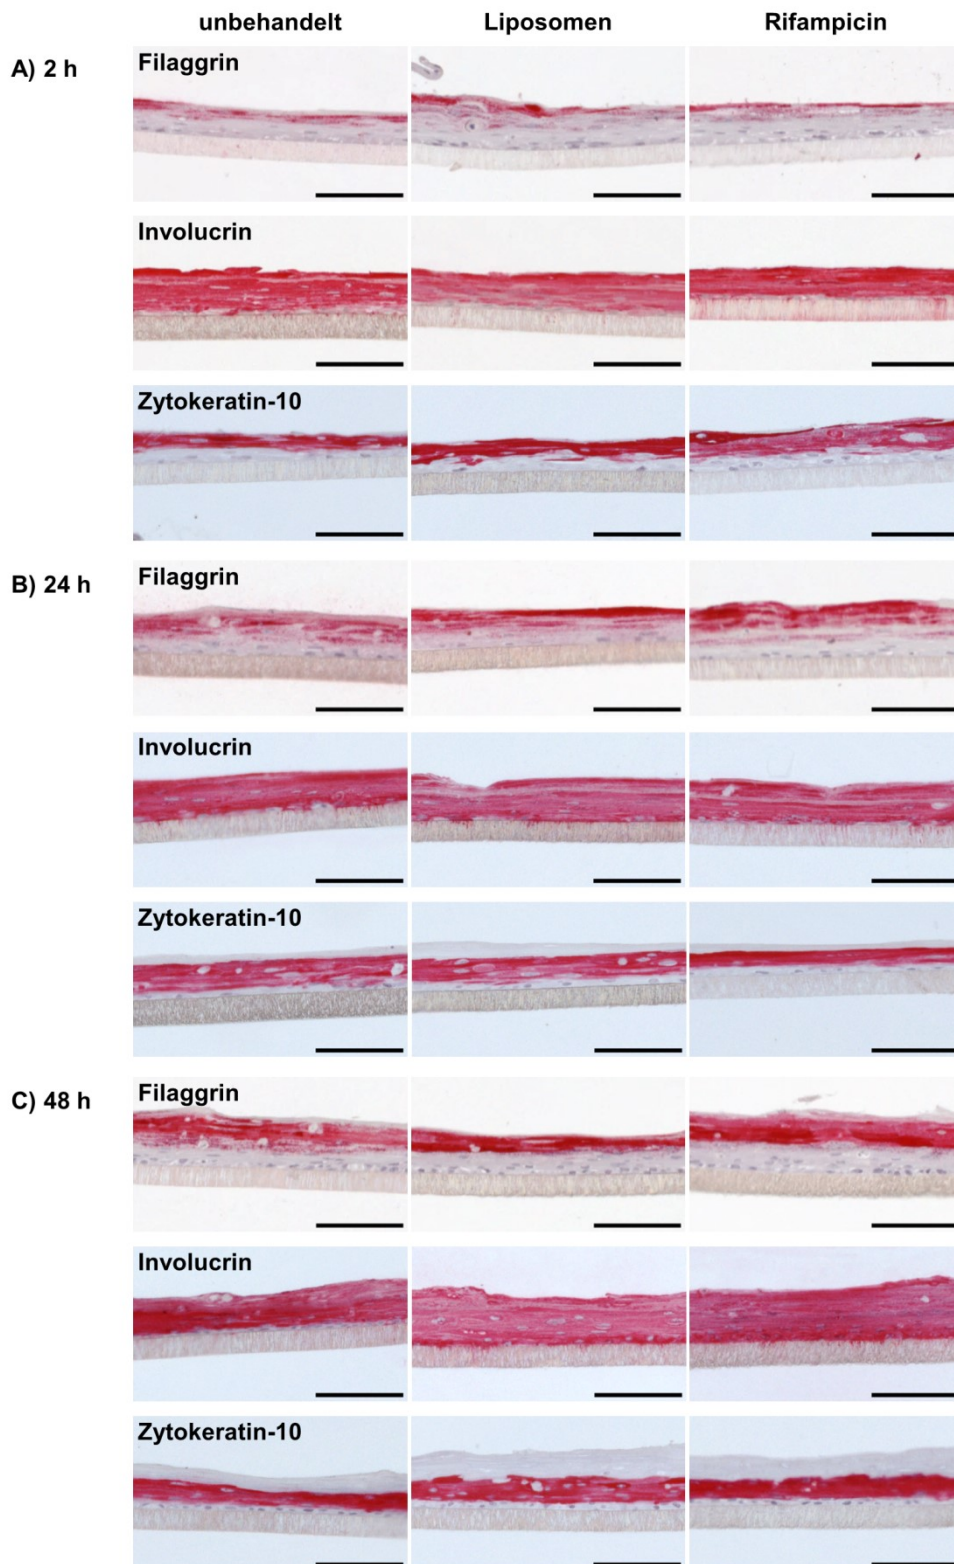 unbehandelt Liposomen Rifampicin
A) 2 h
Filaggrin
Involucrin
Zytokeratin-10
B) 24 h
Filaggrin
Involucrin
Zytokeratin-10
C) 48 h
Filaggrin
Involucrin
Zytokeratin-10